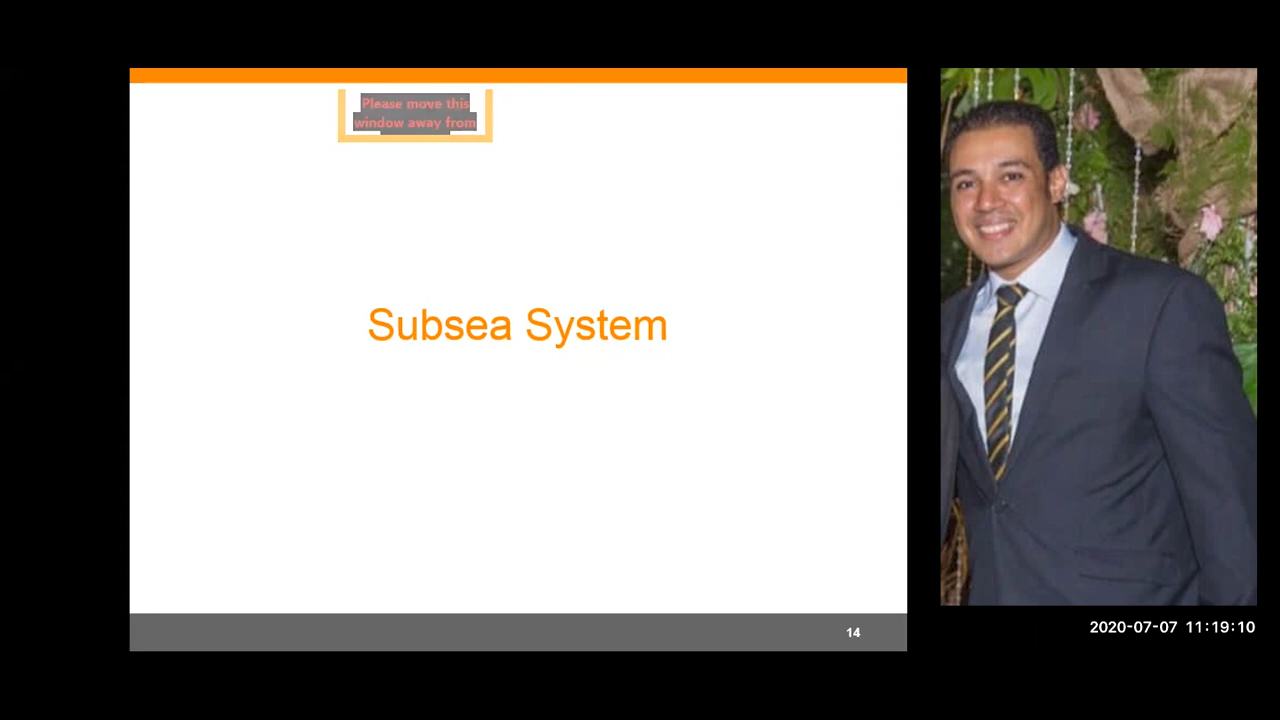 Please move this
window away from
Subsea System
14
2020-07-07 11:19:10